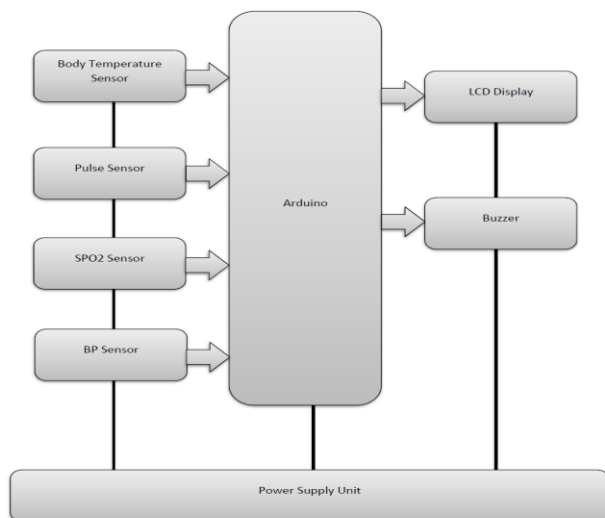 Body Temperature
Sensor
Pulse Sensor
SPO2 Sensor
BP Sensor
Arduino
LCD Display
Buzzer
Power Supply Unit